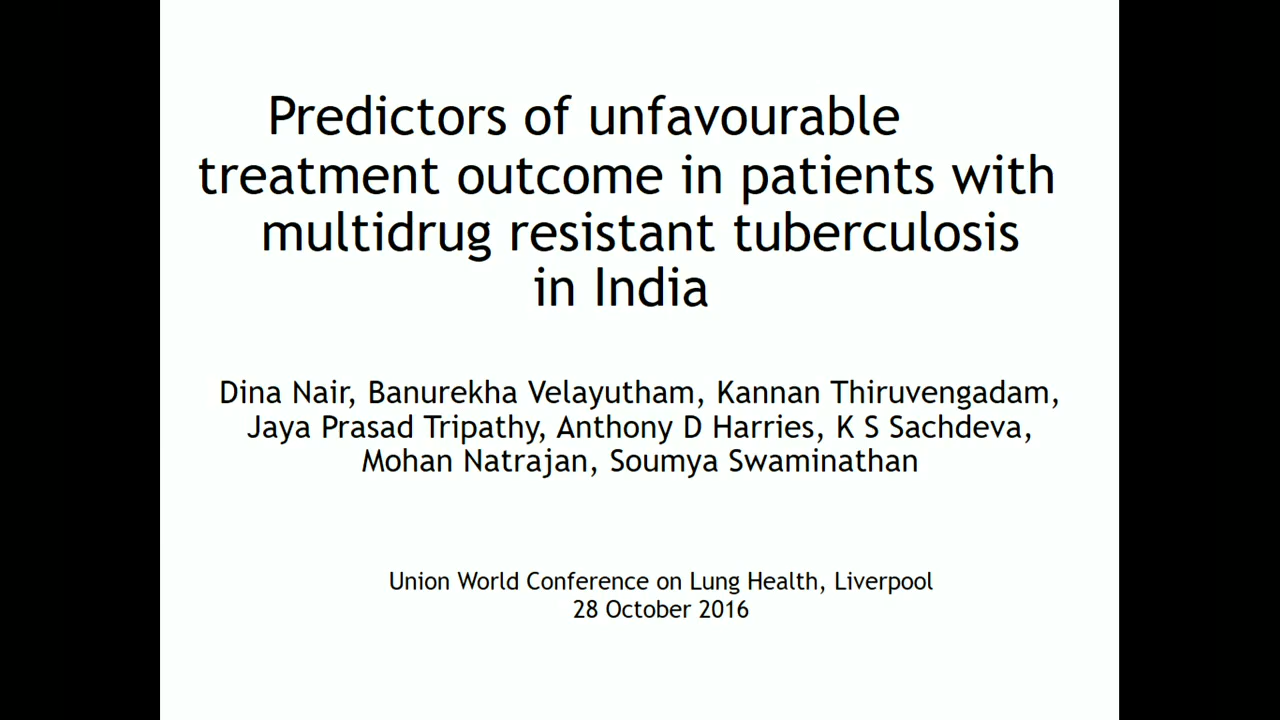 Predictors of unfavourable
treatment outcome in patients with
multidrug resistant tuberculosis
in India
Dina Nair, Banurekha Velayutham, Kannan Thiruvengadam,
Jaya Prasad Tripathy, Anthony D Harries, K S Sachdeva,
Mohan Natrajan, Soumya Swaminathan
Union World Conference on Lung Health, Liverpool
28 October 2016